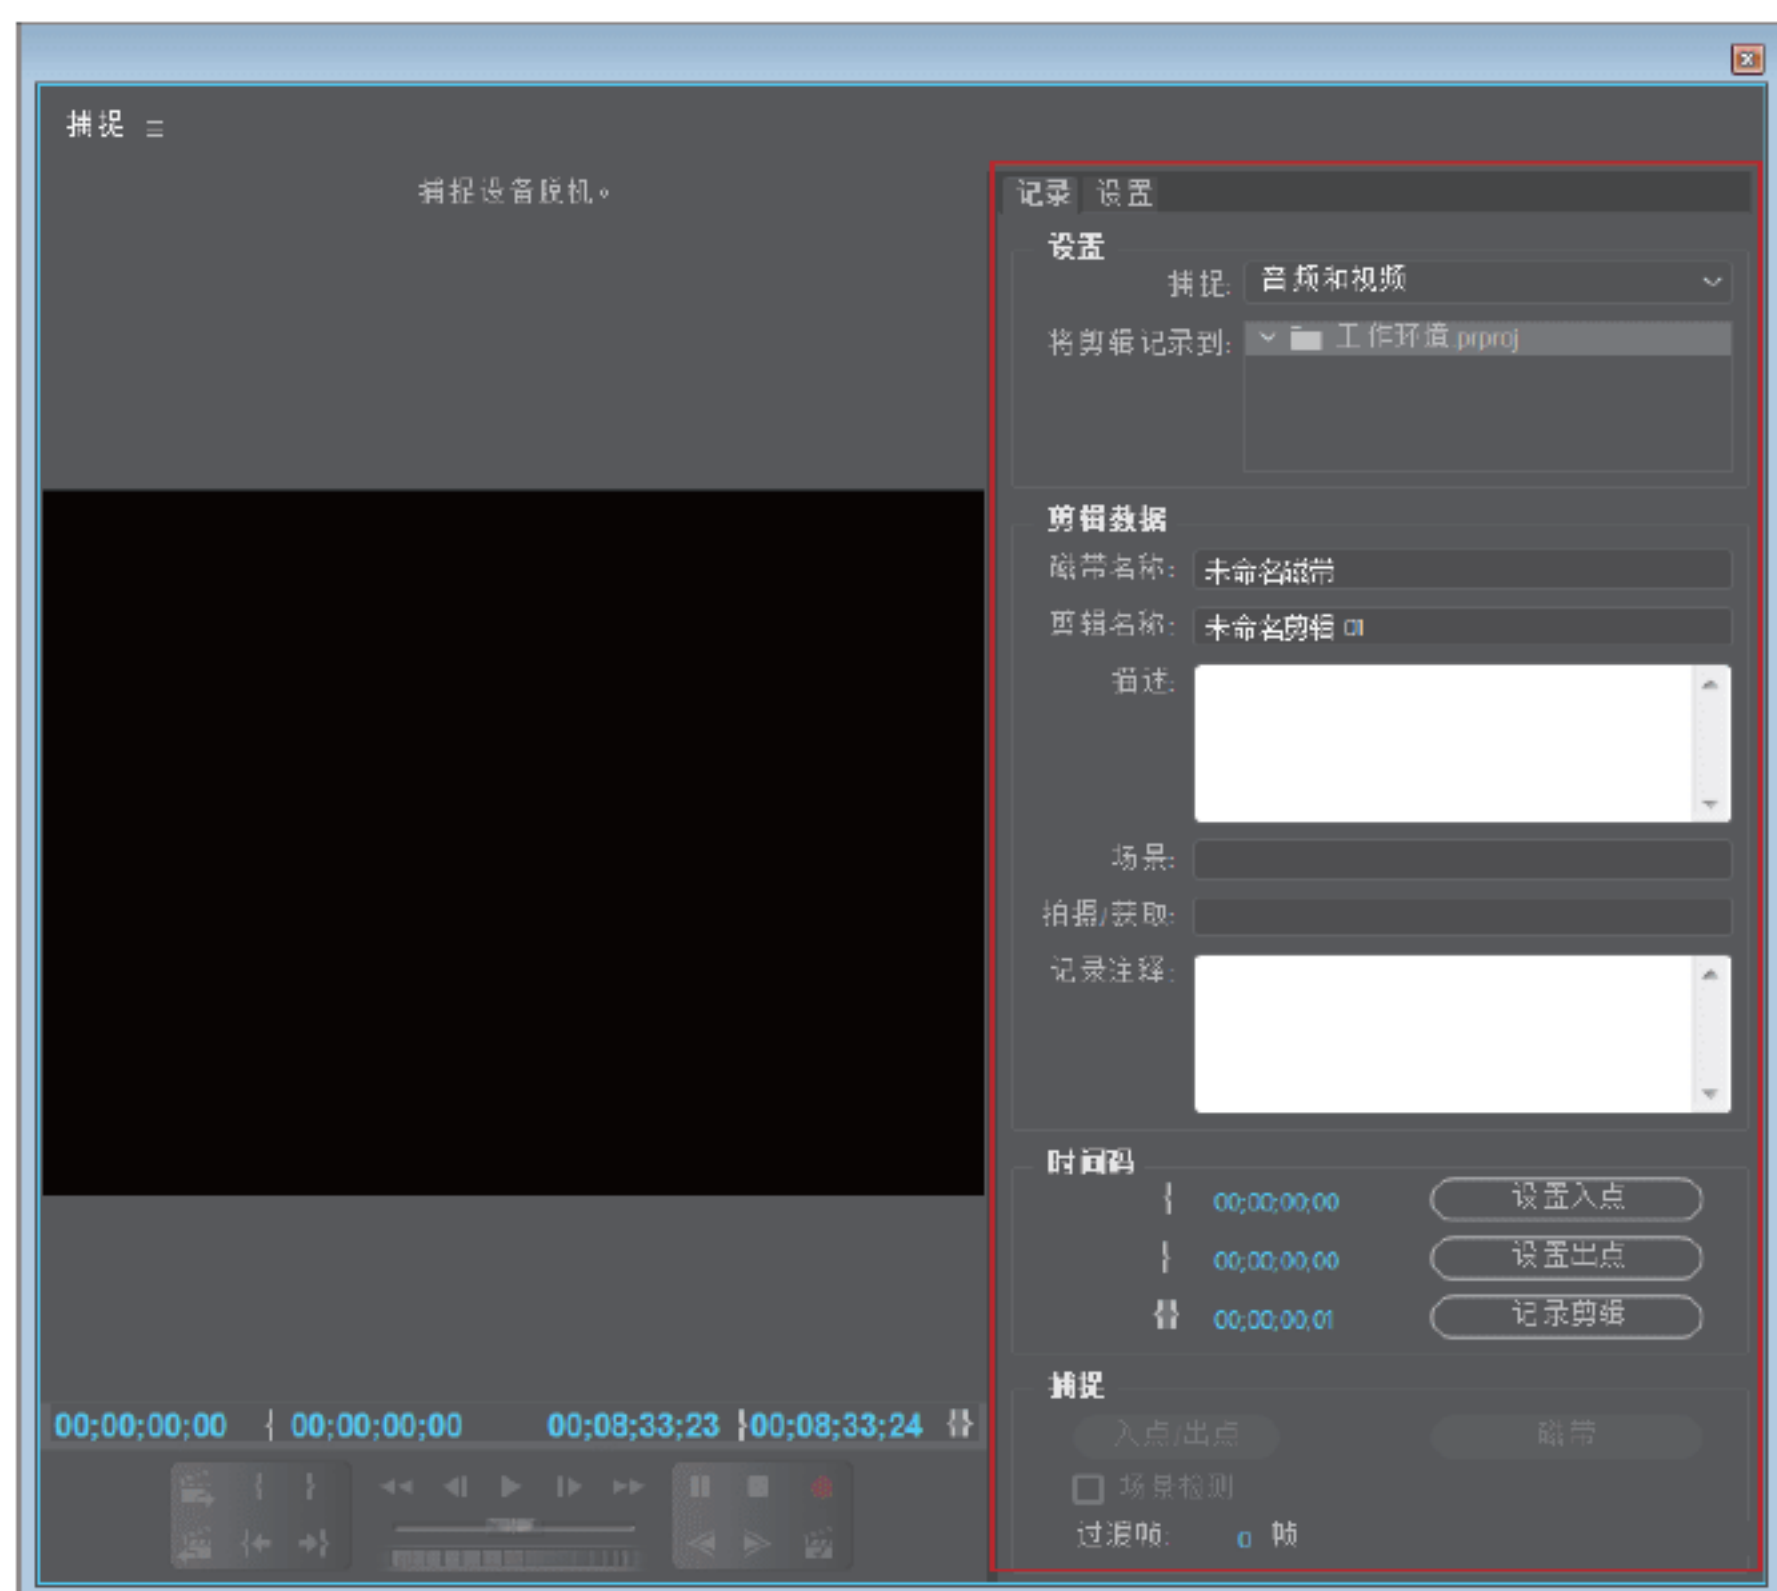 捕捉
捕捉设备脱机。
记录 设置
设置
捕捉: 音频和视频
将剪辑记录到: 工作环境.prproj
剪辑数据
磁带名称: 未命名磁带
剪辑名称: 未命名剪辑 01
描述:
场景:
拍摄/获取:
记录注释:
时间码
{ 00;00;00;00 设置入点
} 00;00;00;00 设置出点
{} 00;00;00;01 记录剪辑
捕捉
入点/出点 磁带
场景检测
过渡帧: 0 帧
00;00;00;00 { 00;00;00;00 00;08;33;23 } 00;08;33;24 {}